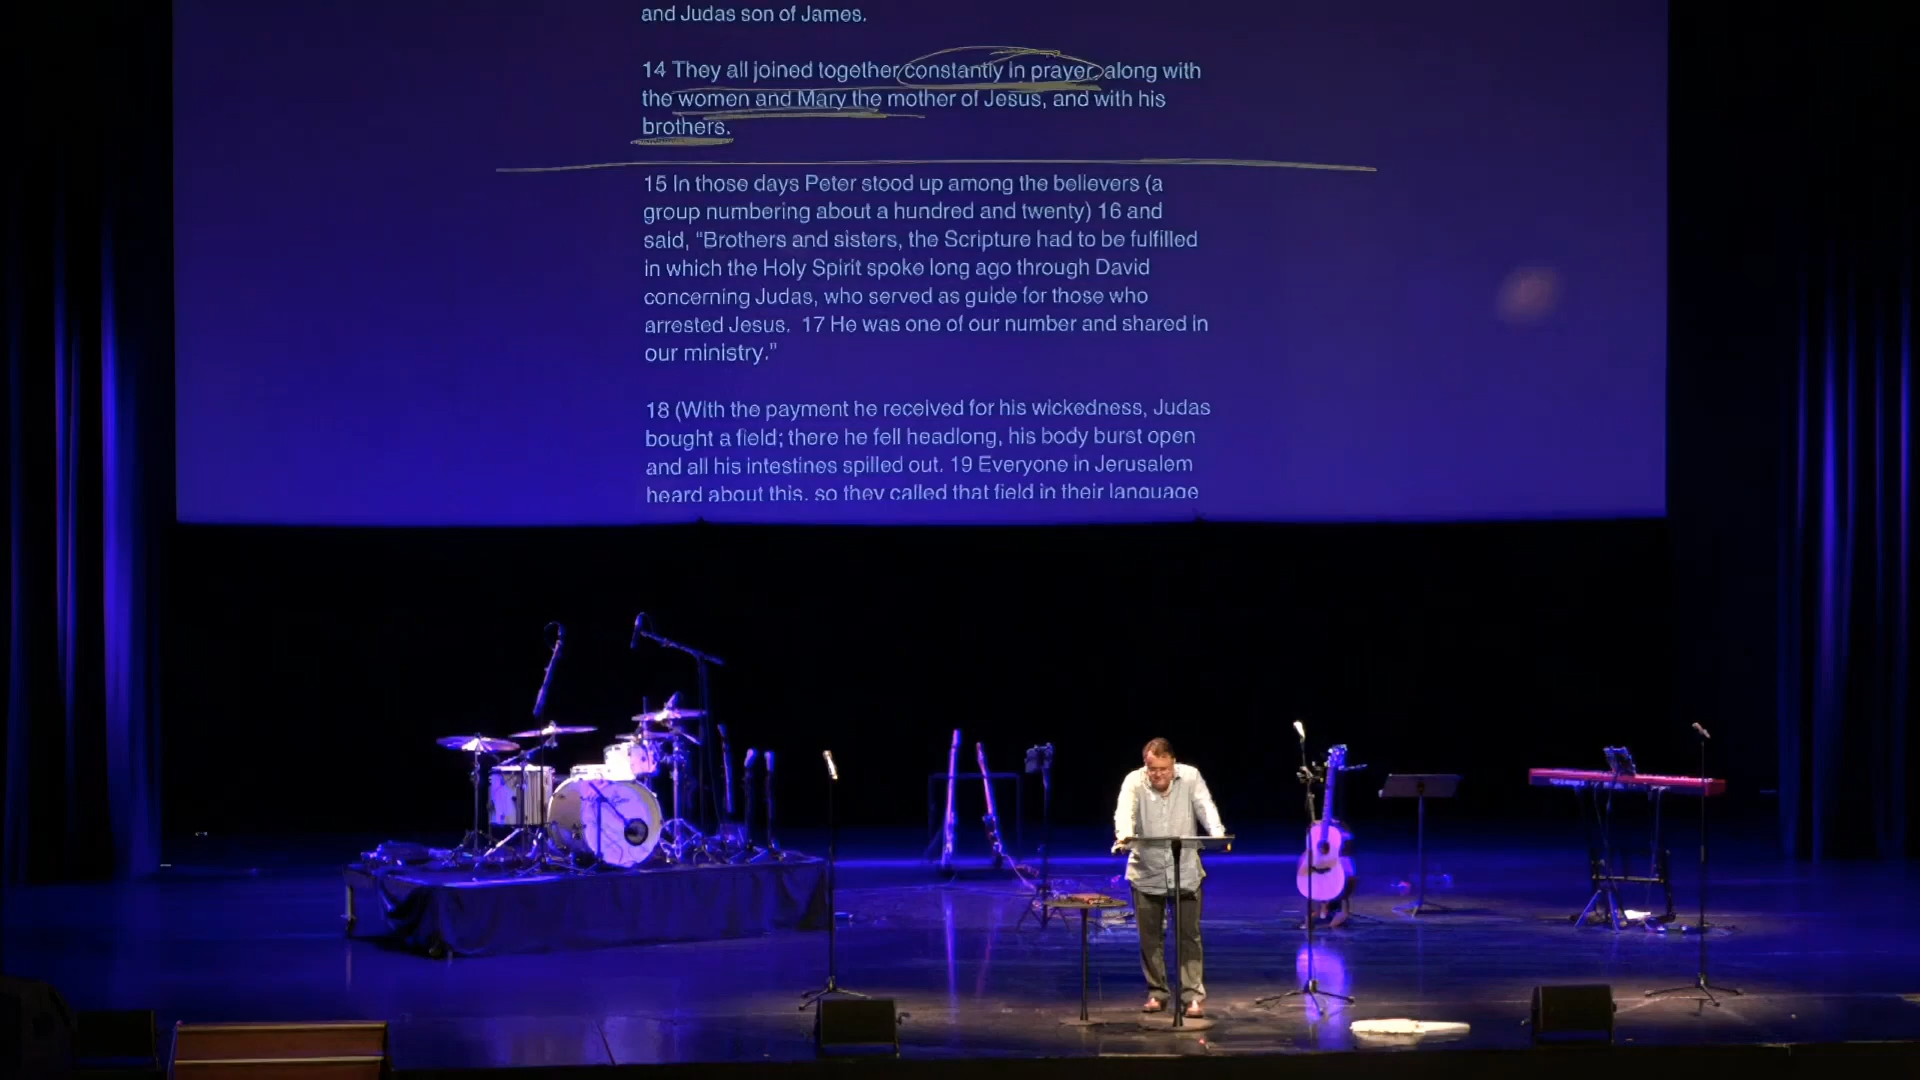 and Judas son of James.
14 They all joined together constantly in prayer, along with
the women and Mary the mother of Jesus, and with his
brothers.
15 In those days Peter stood up among the believers (a
group numbering about a hundred and twenty) 16 and
said, “Brothers and sisters, the Scripture had to be fulfilled
in which the Holy Spirit spoke long ago through David
concerning Judas, who served as guide for those who
arrested Jesus.  17 He was one of our number and shared in
our ministry."
18 (With the payment he received for his wickedness, Judas
bought a field; there he fell headlong, his body burst open
and all his intestines spilled out. 19 Everyone in Jerusalem
heard about this, so they called that field in their language